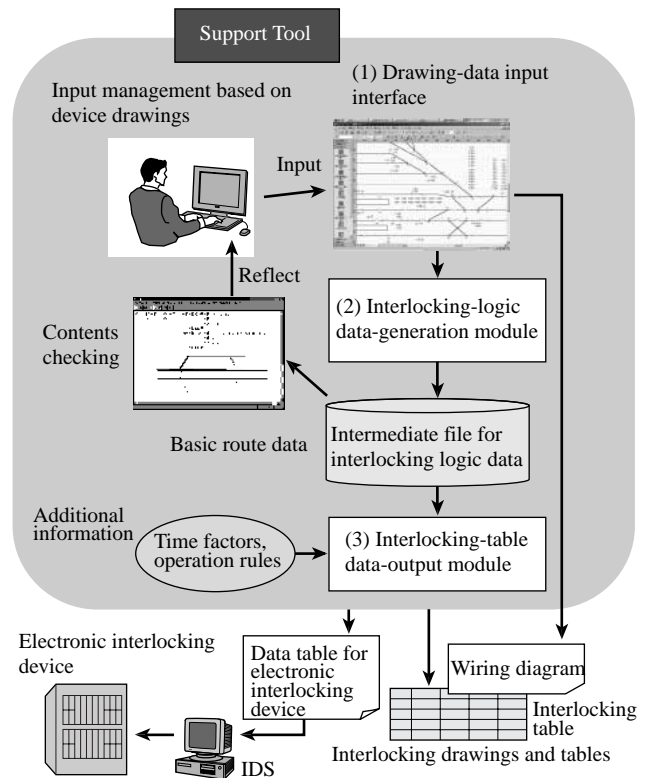 Support Tool
Input management based on
device drawings
(1) Drawing-data input
interface
Input
Reflect
(2) Interlocking-logic
data-generation module
Contents
checking
Basic route data
Intermediate file for
interlocking logic data
Additional
information
Time factors,
operation rules
(3) Interlocking-table
data-output module
Electronic interlocking
device
Data table for
electronic
interlocking
device
Wiring diagram
Interlocking
table
IDS
Interlocking drawings and tables